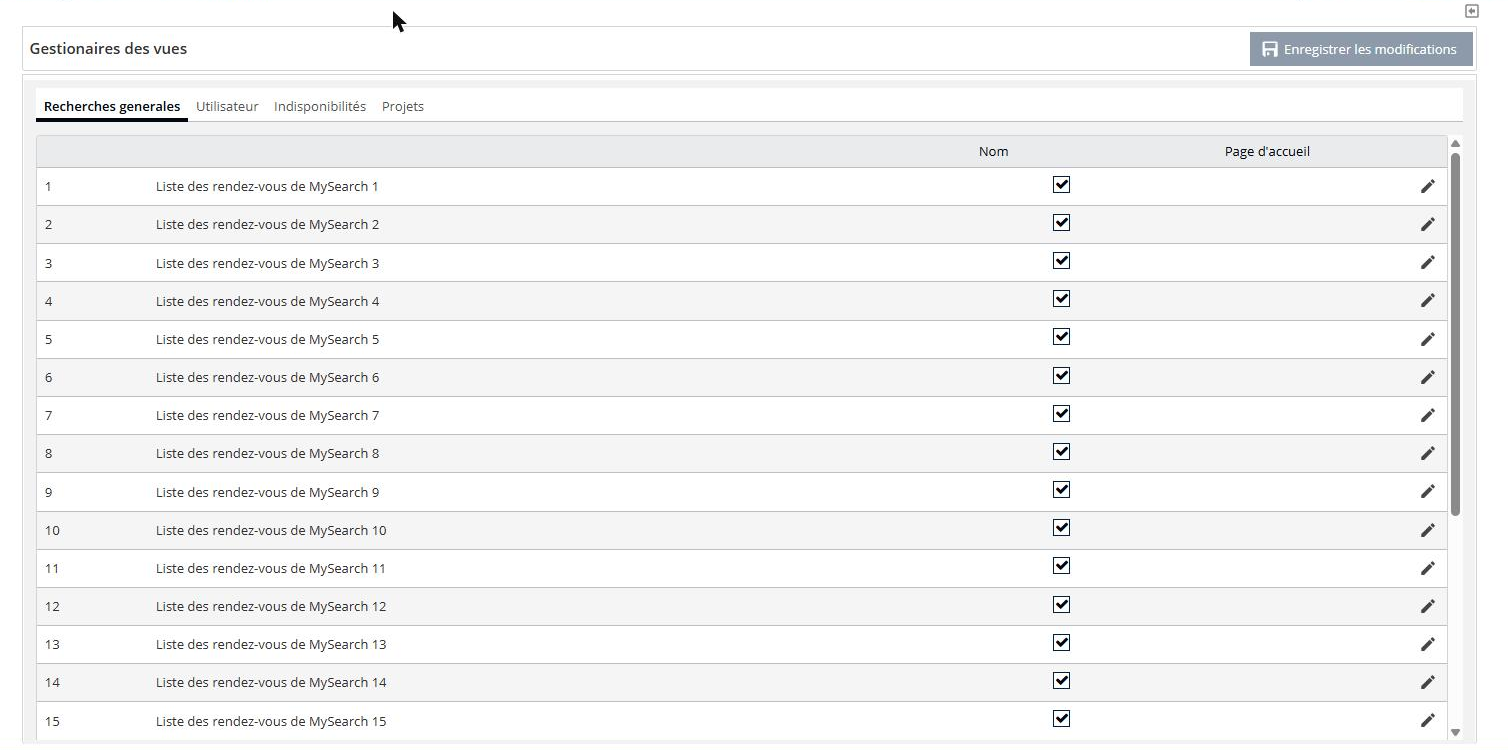 Gestionaires des vues
Enregistrer les modifications
Recherches generales Utilisateur Indisponibilités Projets
Nom Page d'accueil
1 Liste des rendez-vous de MySearch 1
2 Liste des rendez-vous de MySearch 2
3 Liste des rendez-vous de MySearch 3
4 Liste des rendez-vous de MySearch 4
5 Liste des rendez-vous de MySearch 5
6 Liste des rendez-vous de MySearch 6
7 Liste des rendez-vous de MySearch 7
8 Liste des rendez-vous de MySearch 8
9 Liste des rendez-vous de MySearch 9
10 Liste des rendez-vous de MySearch 10
11 Liste des rendez-vous de MySearch 11
12 Liste des rendez-vous de MySearch 12
13 Liste des rendez-vous de MySearch 13
14 Liste des rendez-vous de MySearch 14
15 Liste des rendez-vous de MySearch 15